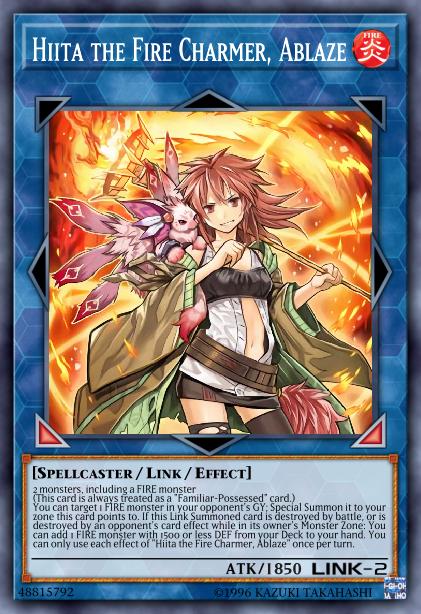 Hiita the Fire Charmer, Ablaze
FIRE
炎
[Spellcaster / Link / Effect]
2 monsters, including a FIRE monster
(This card is always treated as a "Familiar-Possessed" card.)
You can target 1 FIRE monster in your opponent's GY; Special Summon it to your
zone this card points to. If this Link Summoned card is destroyed by battle, or is
destroyed by an opponent's card effect while in its owner's Monster Zone: You
can add 1 FIRE monster with 1500 or less DEF from your Deck to your hand. You
can only use each effect of "Hiita the Fire Charmer, Ablaze" once per turn.
ATK/1850 LINK-2
48815792
©1996 KAZUKI TAKAHASHI